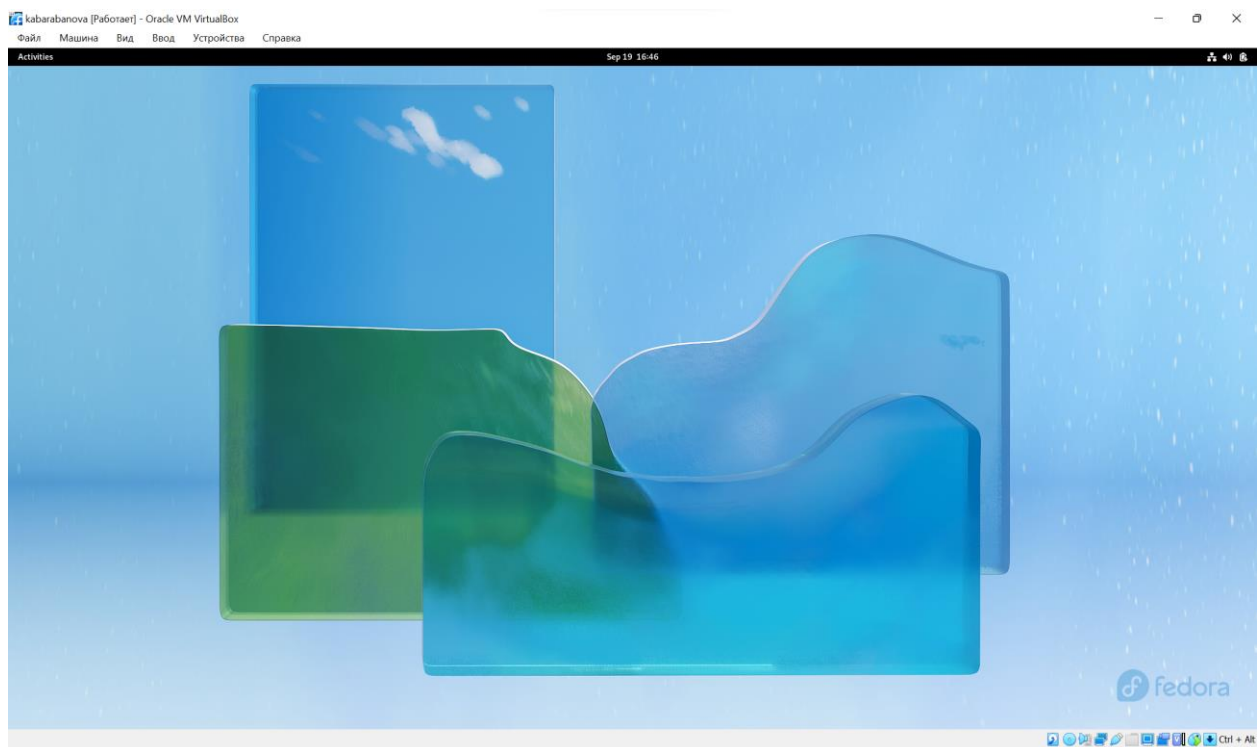 kabarabanova [Работает] - Oracle VM VirtualBox
Файл Машина Вид Ввод Устройства Справка
Activities Sep 19 16:46
fedora
Ctrl + Alt